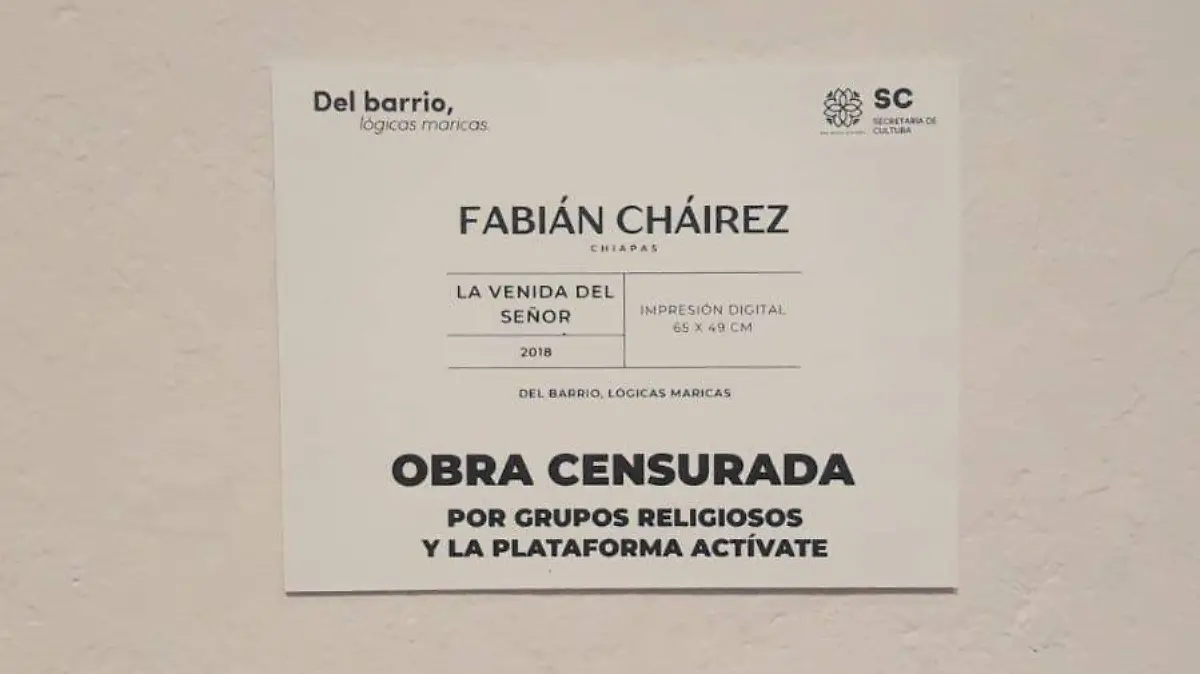 Del barrio,
lógicas maricas.
SC
SECRETARÍA DE
CULTURA
FABIÁN CHÁIREZ
CHIAPAS
LA VENIDA DEL
SEÑOR
IMPRESIÓN DIGITAL
65 X 49 CM
2018
DEL BARRIO, LÓGICAS MARICAS
OBRA CENSURADA
POR GRUPOS RELIGIOSOS
Y LA PLATAFORMA ACTÍVATE